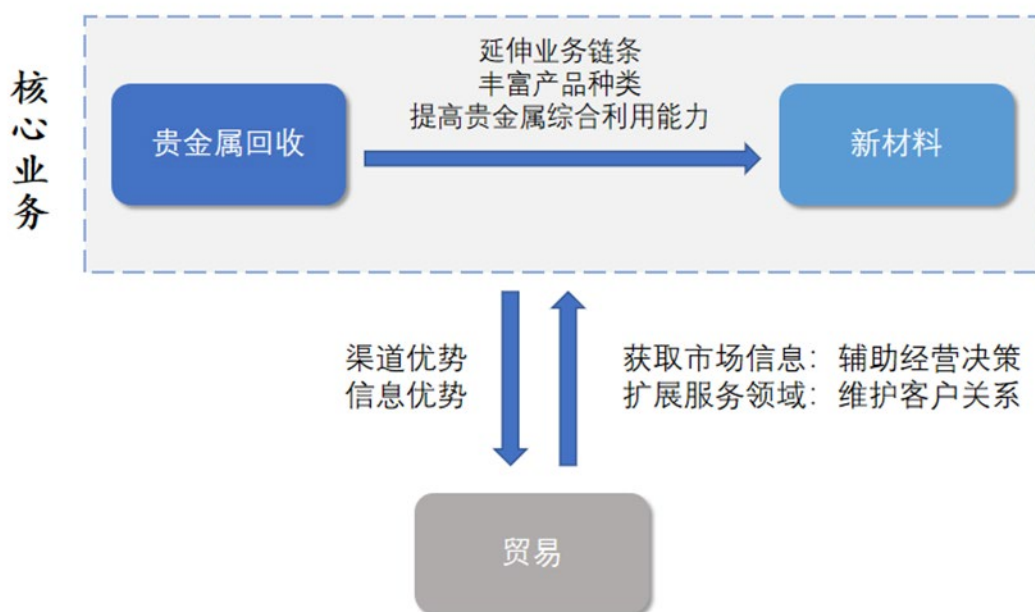 核心业务
延伸业务链条
丰富产品种类
提高贵金属综合利用能力
贵金属回收
新材料
渠道优势
信息优势
获取市场信息：辅助经营决策
扩展服务领域：维护客户关系
贸易